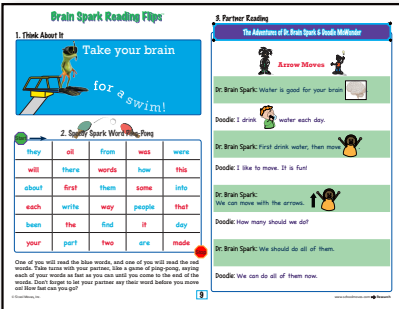 Brain Spark Reading Flips
1. Think About It
Take your brain
for a swim!
2. Speedy Spark Word Ping-Pong
Start
they oil from was were
will there words how this
about first them some into
each write way people that
been the find it day
your part two are made
One of you will read the blue words, and one of you will read the red
words. Take turns with your partner, like a game of ping-pong, saying
each of your words as fast as you can until you come to the end of the
words. Don't forget to let your partner say their word before you move
on! How fast can you go?
9
3. Partner Reading
The Adventures of Dr. Brain Spark & Doodle McWonder
Arrow Moves
Dr. Brain Spark: Water is good for your brain
Doodle: I drink water each day.
Dr. Brain Spark: First drink water, then move
Doodle: I like to move. It is fun!
Dr. Brain Spark:
We can move with the arrows.
Doodle: How many should we do?
Dr. Brain Spark: We should do all of them.
Doodle: We can do all of them now.